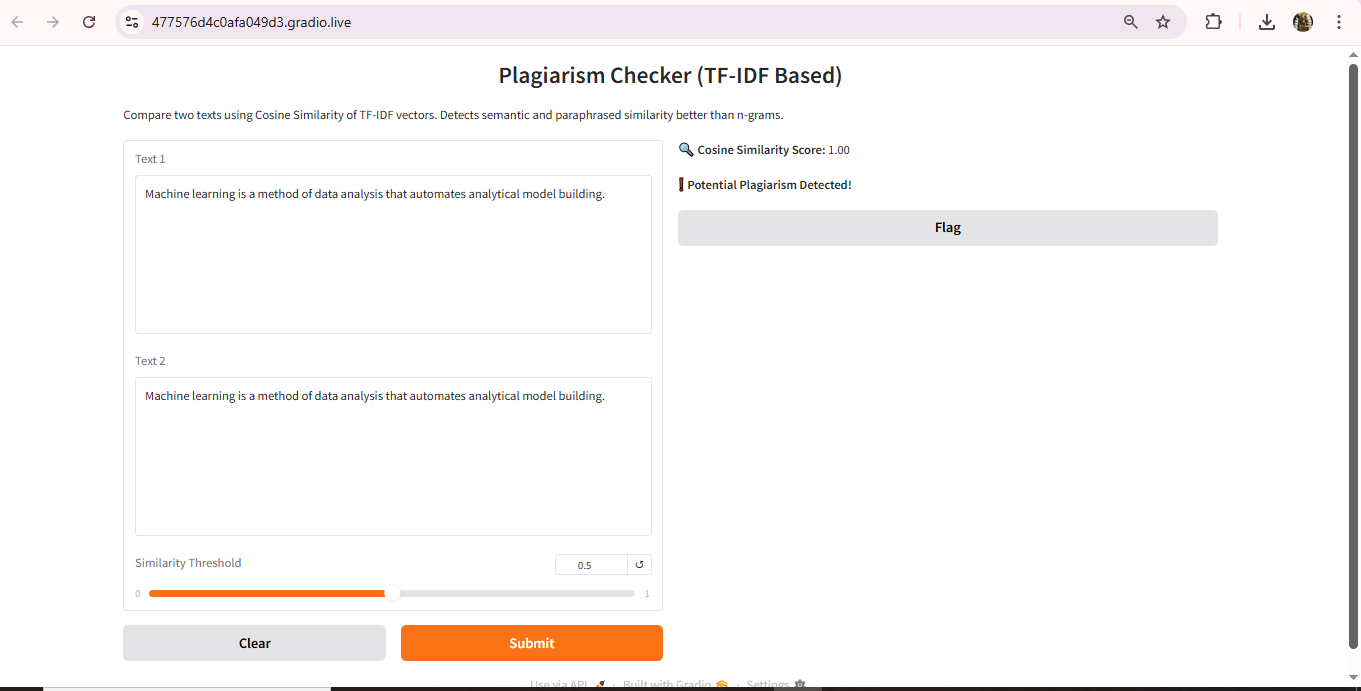 477576d4c0afa049d3.gradio.live
Plagiarism Checker (TF-IDF Based)
Compare two texts using Cosine Similarity of TF-IDF vectors. Detects semantic and paraphrased similarity better than n-grams.
Text 1
Machine learning is a method of data analysis that automates analytical model building.
Text 2
Machine learning is a method of data analysis that automates analytical model building.
Similarity Threshold
0.5
0
1
Clear
Submit
🔍 Cosine Similarity Score: 1.00
❗ Potential Plagiarism Detected!
Flag
Use via API · Built with Gradio · Settings